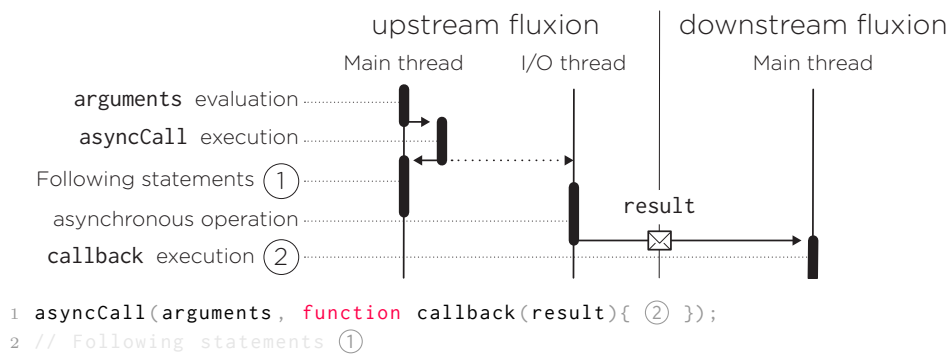 upstream fluxion downstream fluxion
Main thread I/O thread Main thread
arguments evaluation
asyncCall execution
Following statements 1
asynchronous operation
result
callback execution 2
1 asyncCall(arguments, function callback(result){ 2 });
2 // Following statements 1